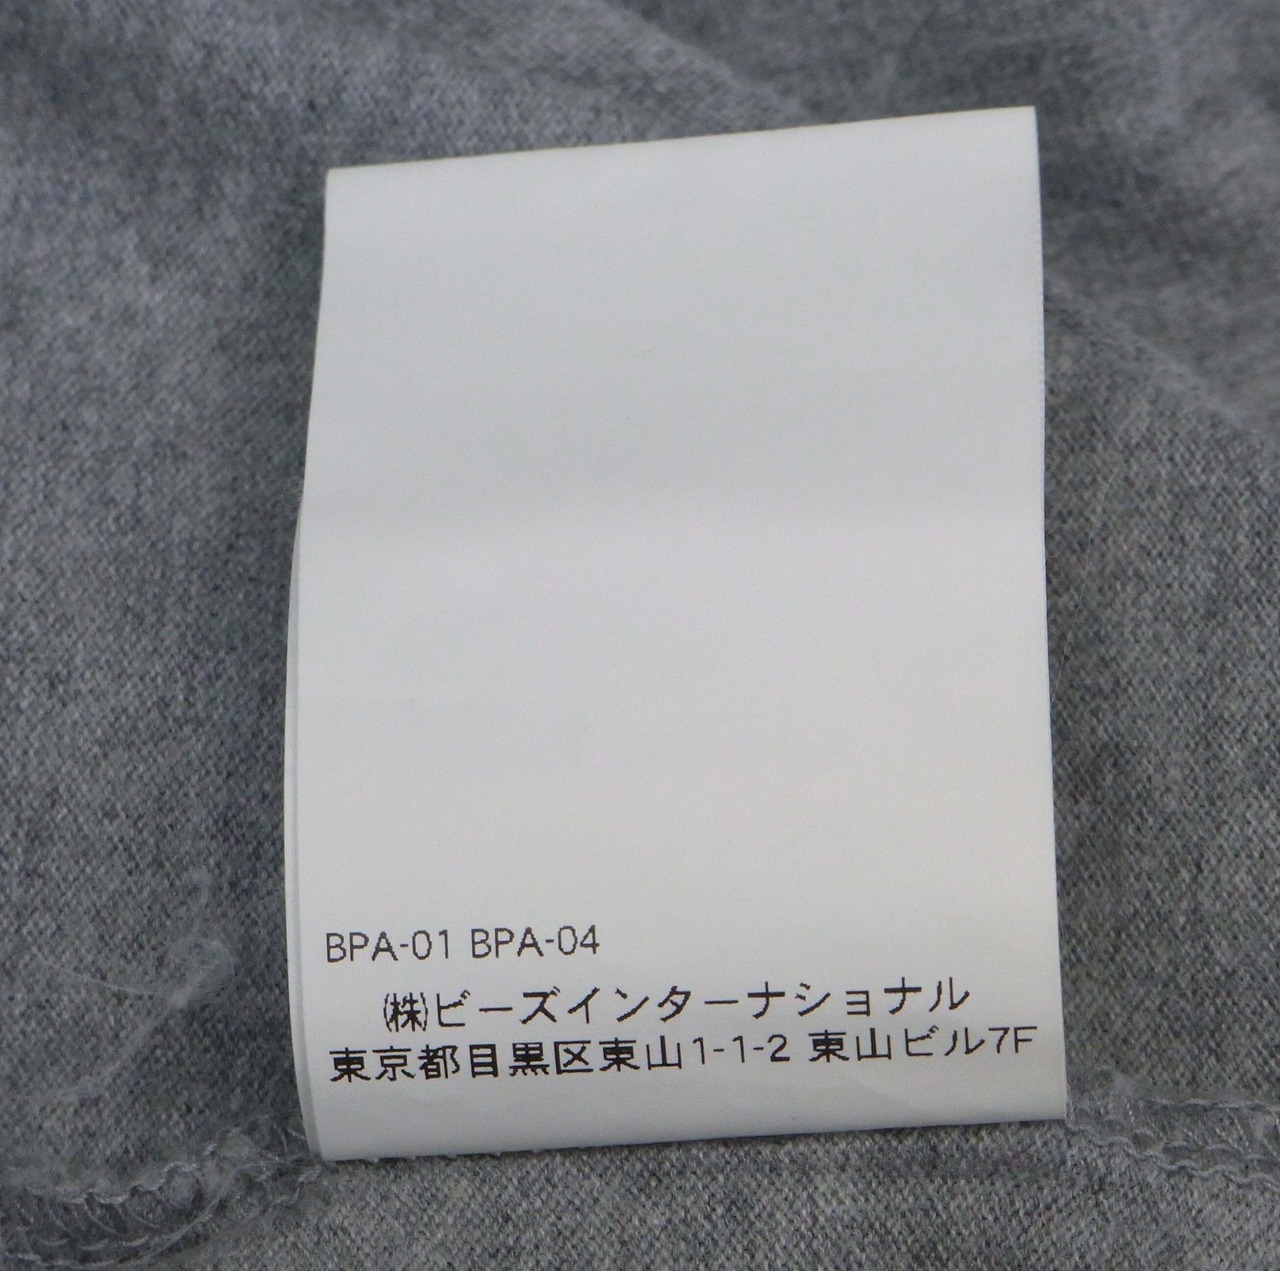 BPA-01 BPA-04
㈱ビーズインターナショナル
東京都目黒区東山1-1-2 東山ビル7F